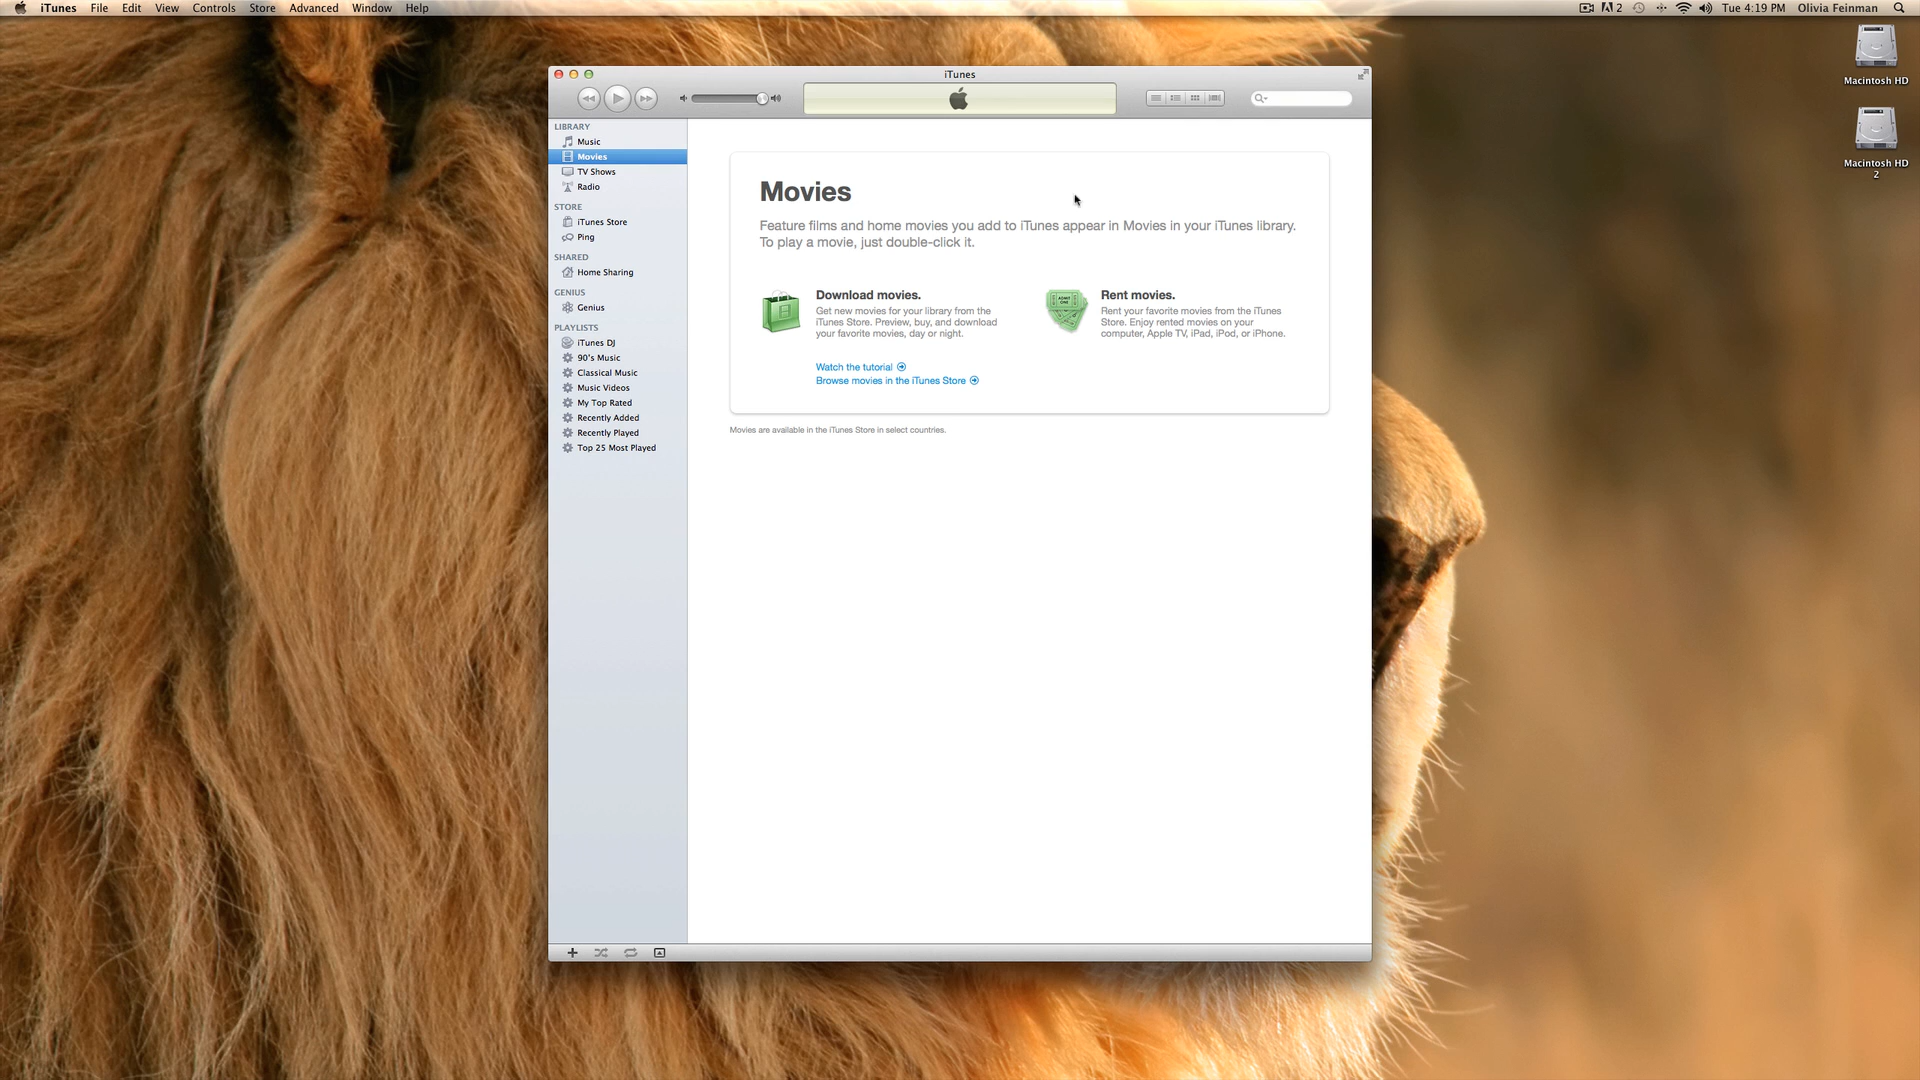 iTunes File Edit View Controls Store Advanced Window Help
2 Tue 4:19 PM Olivia Feinman
Macintosh HD
Macintosh HD
2
iTunes
LIBRARY
Music
Movies
TV Shows
Radio
STORE
iTunes Store
Ping
SHARED
Home Sharing
GENIUS
Genius
PLAYLISTS
iTunes DJ
90's Music
Classical Music
Music Videos
My Top Rated
Recently Added
Recently Played
Top 25 Most Played
Movies
Feature films and home movies you add to iTunes appear in Movies in your iTunes library.
To play a movie, just double-click it.
Download movies.
Get new movies for your library from the
iTunes Store. Preview, buy, and download
your favorite movies, day or night.
Watch the tutorial
Browse movies in the iTunes Store
ADMIT
ONE
Rent movies.
Rent your favorite movies from the iTunes
Store. Enjoy rented movies on your
computer, Apple TV, iPad, iPod, or iPhone.
Movies are available in the iTunes Store in select countries.